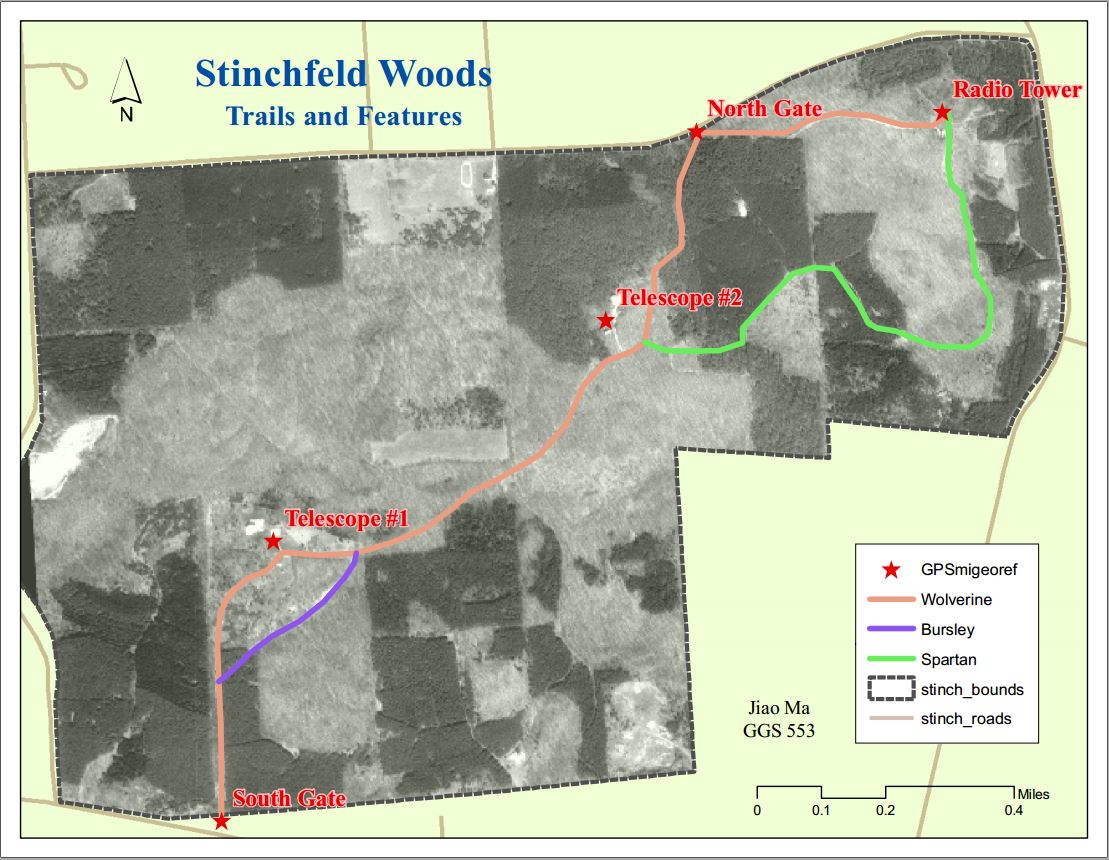 Stinchfeld Woods
Trails and Features
N
North Gate
Radio Tower
Telescope #2
Telescope #1
South Gate
GPSmigeoref
Wolverine
Bursley
Spartan
stinch_bounds
stinch_roads
Jiao Ma
GGS 553
Miles
0 0.1 0.2 0.4